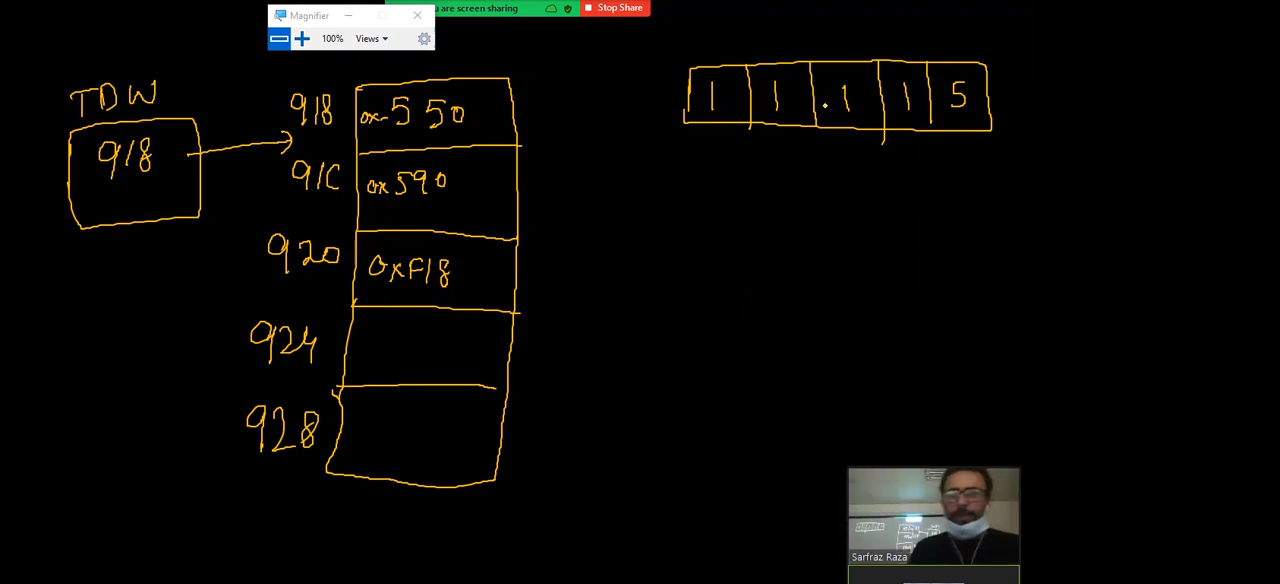 Magnifier
You are screen sharing
Stop Share
100% Views
TDW
918
918 0x550
91C 0x590
920 0xF18
924
928
1 1 1 1 5
Sarfraz Raza